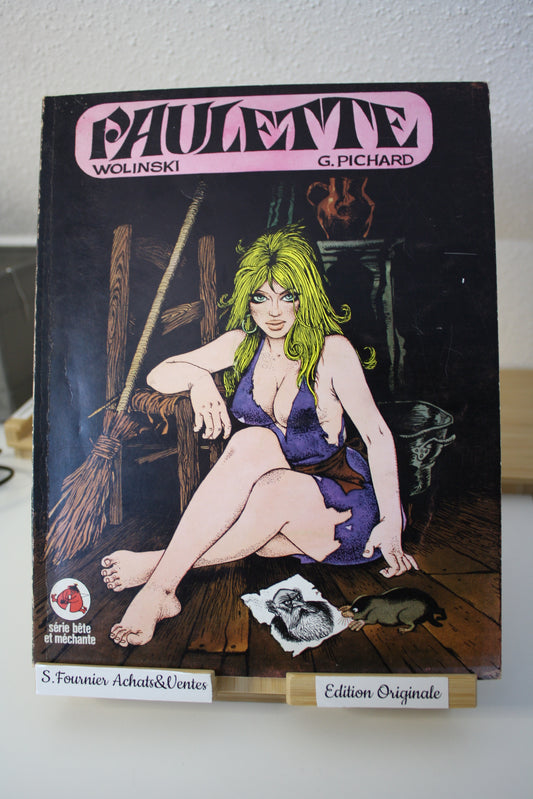 PAULETTE
WOLINSKI G. PICHARD
série bête
et méchante
S.Fournier Achats&Ventes
Edition Originale